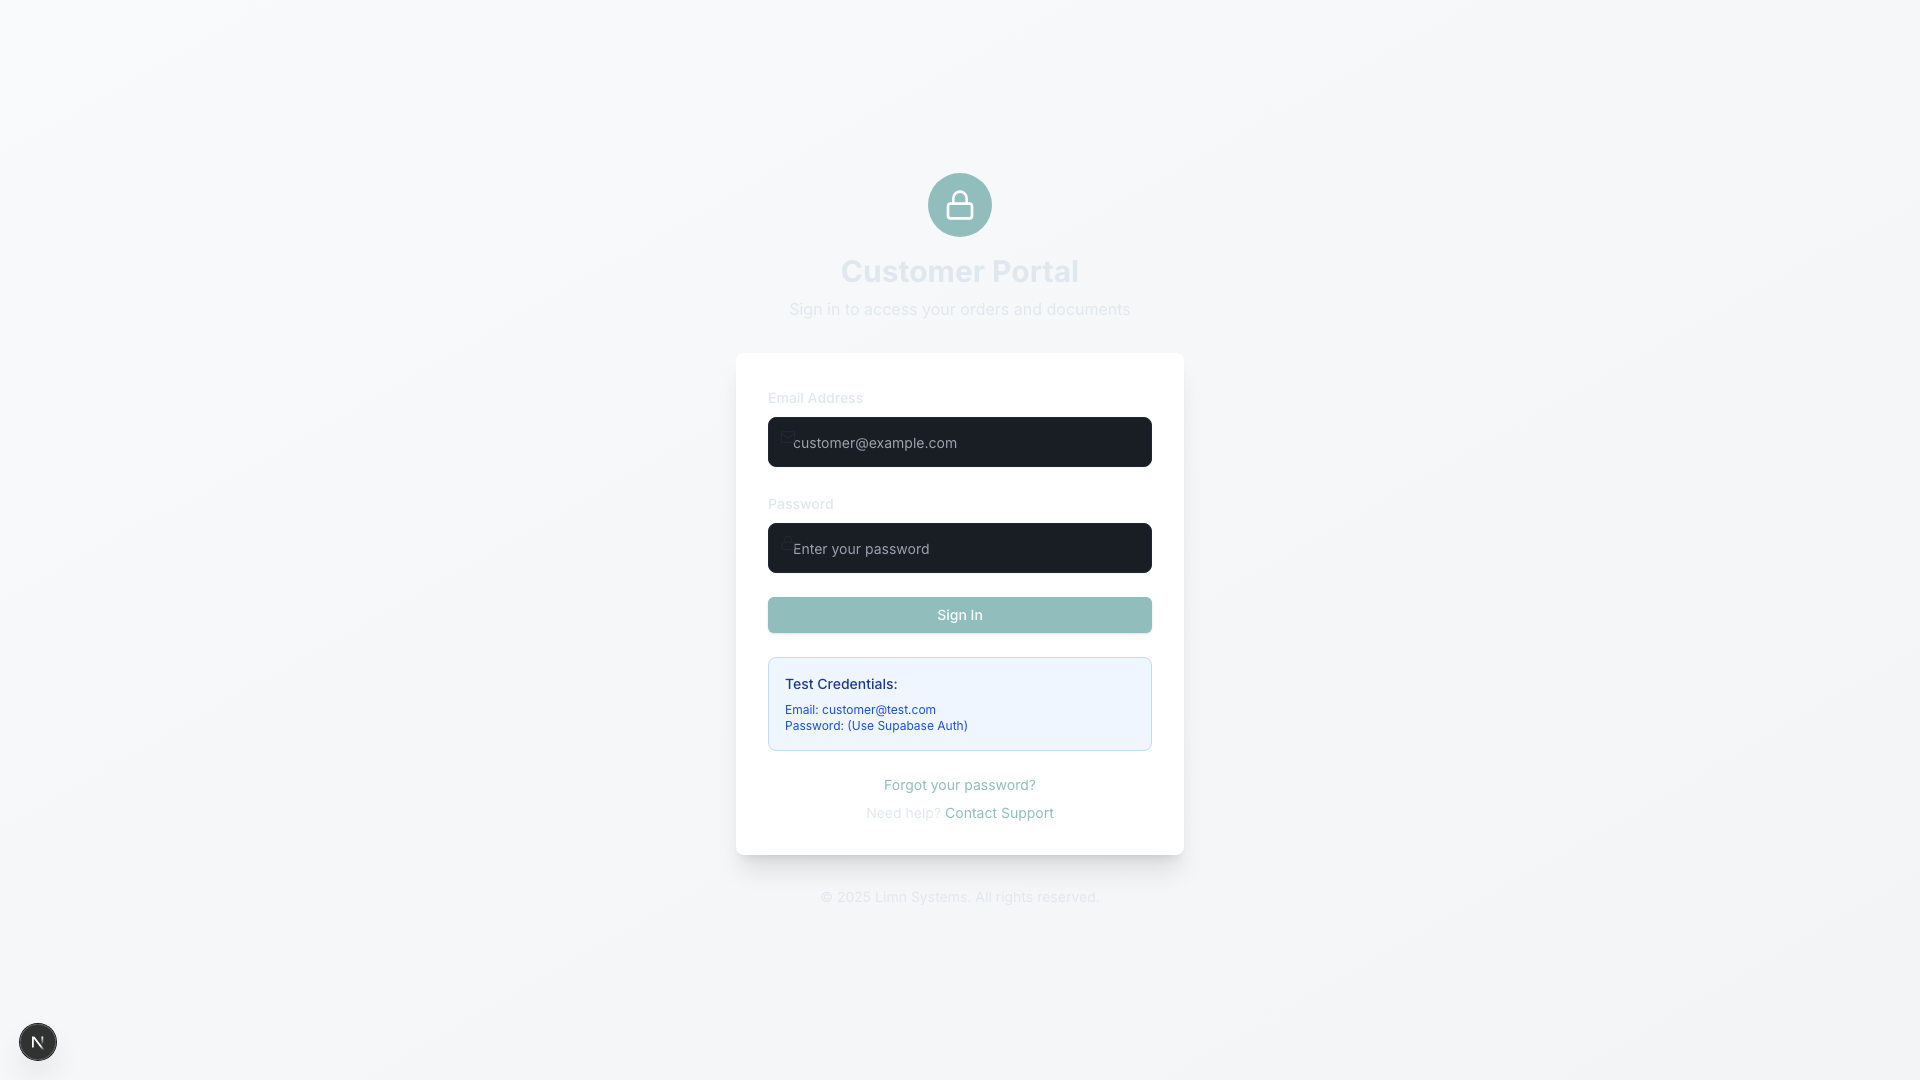 Customer Portal
Sign in to access your orders and documents
Email Address
customer@example.com
Password
Enter your password
Sign In
Test Credentials:
Email: customer@test.com
Password: (Use Supabase Auth)
Forgot your password?
Need help? Contact Support
© 2025 Limn Systems. All rights reserved.
N